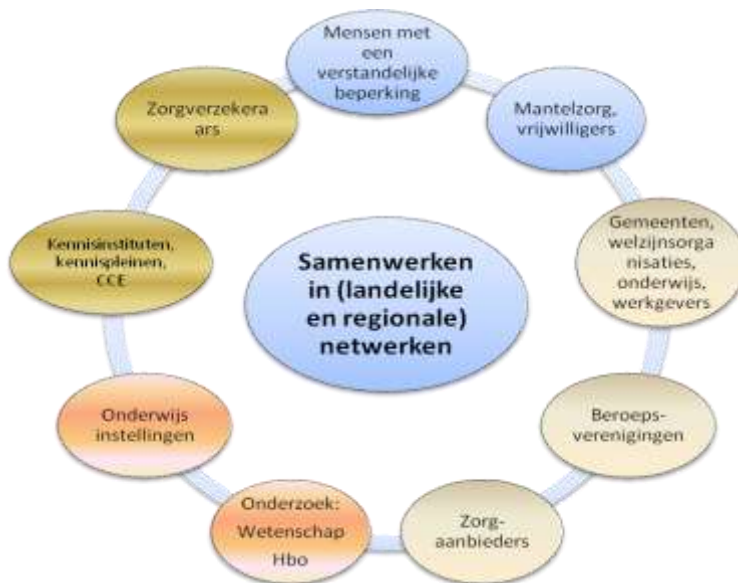 Mensen met
een
verstandelijke
beperking
Mantelzorg,
vrijwilligers
Gemeenten,
welzijnsorga
nisaties,
onderwijs,
werkgevers
Beroeps-
verenigingen
Zorg-
aanbieders
Onderzoek:
Wetenschap
Hbo
Onderwijs
instellingen
Kennisinstituten,
kennispleinen,
CCE
Zorgverzekera
ars
Samenwerken
in (landelijke
en regionale)
netwerken